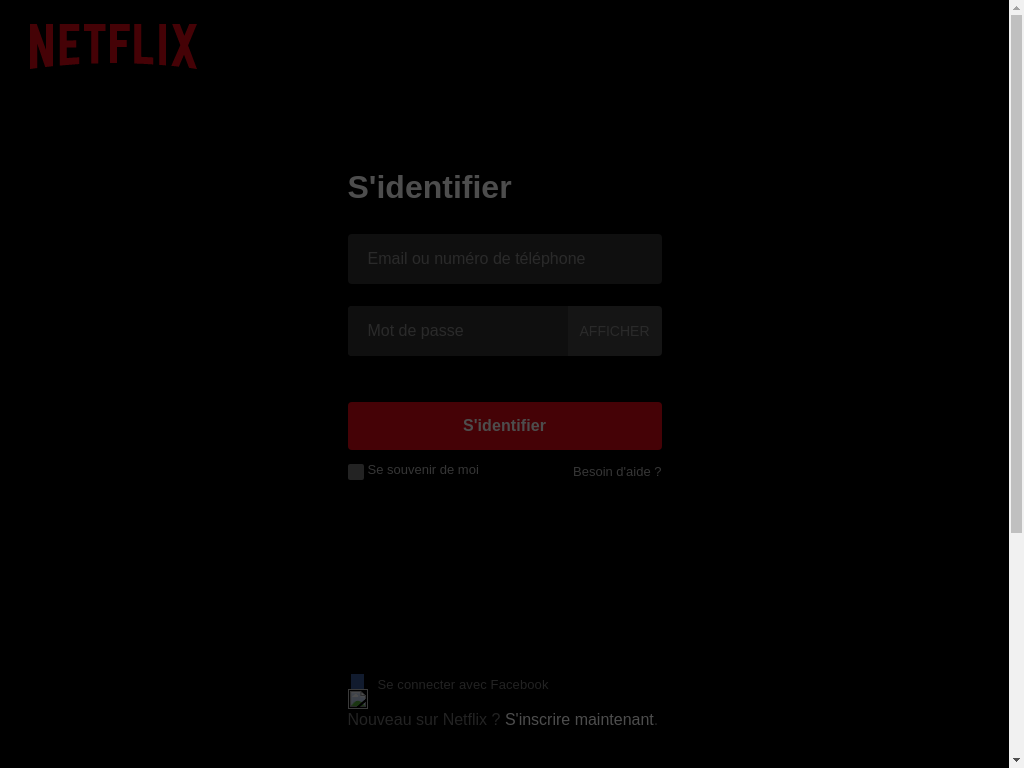 NETFLIX
S'identifier
Email ou numéro de téléphone
Mot de passe
AFFICHER
S'identifier
Se souvenir de moi
Besoin d'aide ?
Se connecter avec Facebook
Nouveau sur Netflix ? S'inscrire maintenant.